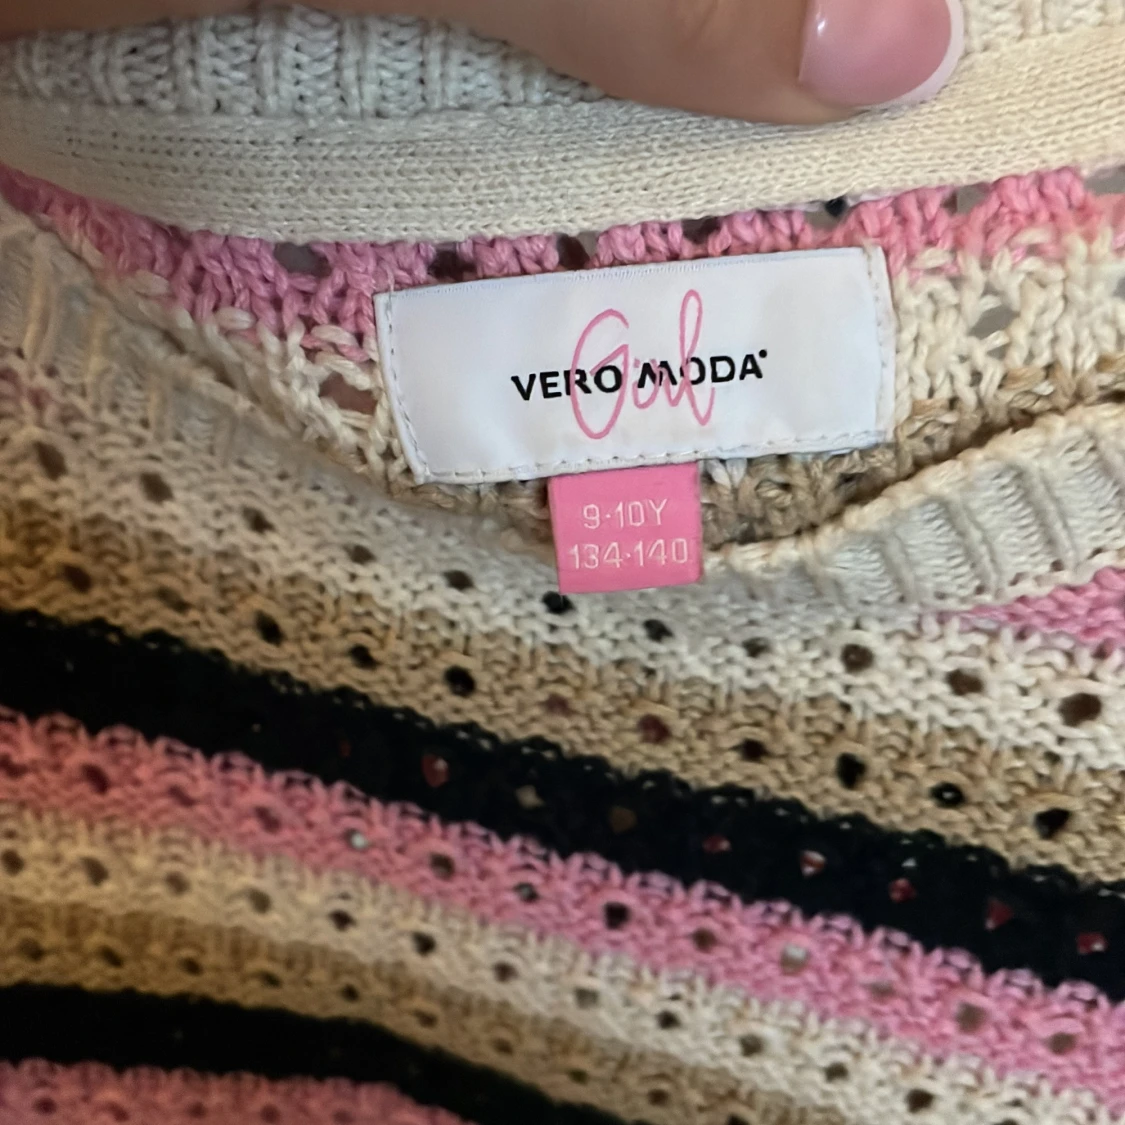 VERO MODA
Girl
9-10Y
134-140